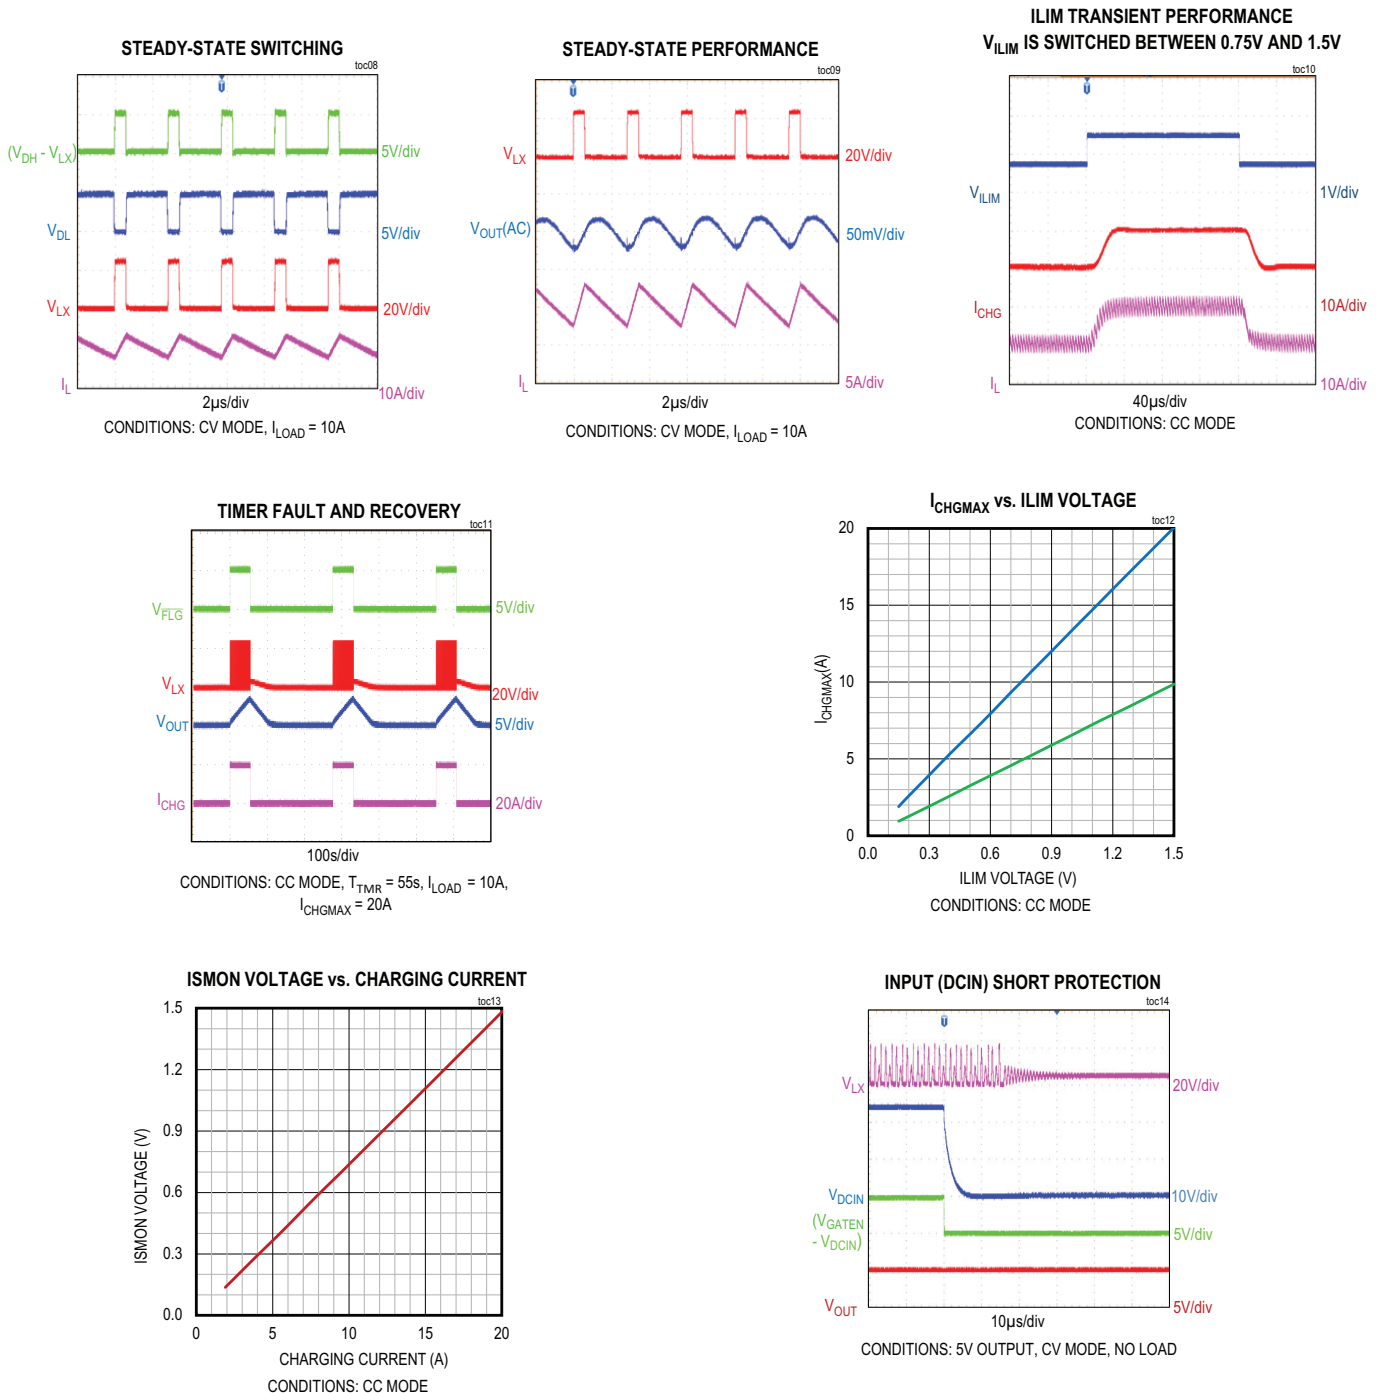 STEADY-STATE SWITCHING
toc08
(VDH - VLX)
5V/div
VDL
5V/div
VLX
20V/div
IL
10A/div
2µs/div
CONDITIONS: CV MODE, ILOAD = 10A
STEADY-STATE PERFORMANCE
toc09
VLX
20V/div
VOUT(AC)
50mV/div
IL
5A/div
2µs/div
CONDITIONS: CV MODE, ILOAD = 10A
ILIM TRANSIENT PERFORMANCE
VILIM IS SWITCHED BETWEEN 0.75V AND 1.5V
toc10
VILIM
1V/div
ICHG
10A/div
IL
10A/div
40µs/div
CONDITIONS: CC MODE
TIMER FAULT AND RECOVERY
toc11
VFLG
5V/div
VLX
20V/div
VOUT
5V/div
ICHG
20A/div
100s/div
CONDITIONS: CC MODE, TTMR = 55s, ILOAD = 10A,
ICHGMAX = 20A
ICHGMAX vs. ILIM VOLTAGE
toc12
20
15
10
5
0
ICHGMAX(A)
0.0 0.3 0.6 0.9 1.2 1.5
ILIM VOLTAGE (V)
CONDITIONS: CC MODE
ISMON VOLTAGE vs. CHARGING CURRENT
toc13
1.5
1.2
0.9
0.6
0.3
0.0
ISMON VOLTAGE (V)
0 5 10 15 20
CHARGING CURRENT (A)
CONDITIONS: CC MODE
INPUT (DCIN) SHORT PROTECTION
toc14
VLX
20V/div
VDCIN
10V/div
(VGATEN
- VDCIN)
5V/div
VOUT
5V/div
10µs/div
CONDITIONS: 5V OUTPUT, CV MODE, NO LOAD